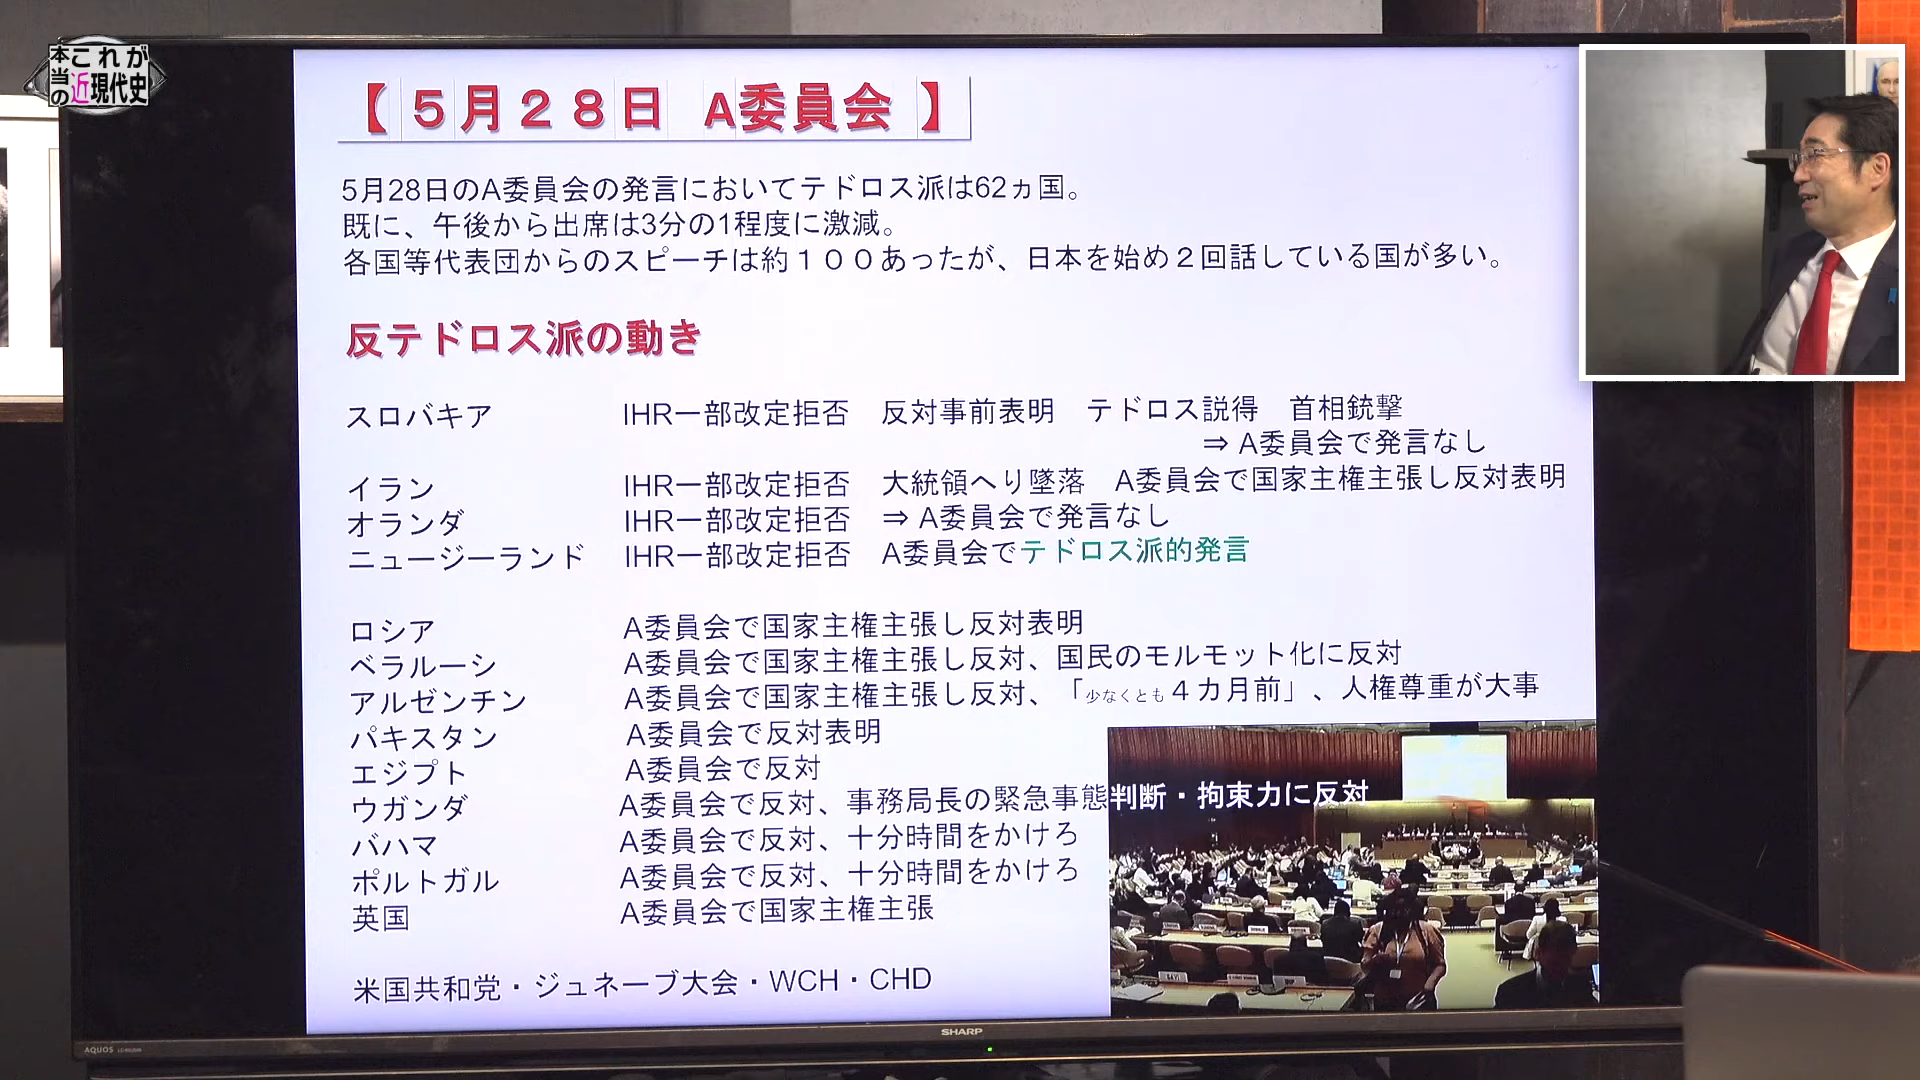 本これが
当の近現代史
【５月２８日 A委員会】
5月28日のA委員会の発言においてテドロス派は62ヵ国。
既に、午後から出席は3分の1程度に激減。
各国等代表団からのスピーチは約１００あったが、日本を始め２回話している国が多い。
反テドロス派の動き
スロバキア IHR一部改定拒否 反対事前表明 テドロス説得 首相銃撃
⇒ A委員会で発言なし
イラン IHR一部改定拒否 大統領へり墜落 A委員会で国家主権主張し反対表明
オランダ IHR一部改定拒否 ⇒ A委員会で発言なし
ニュージーランド IHR一部改定拒否 A委員会でテドロス派的発言
ロシア A委員会で国家主権主張し反対表明
ベラルーシ A委員会で国家主権主張し反対、国民のモルモット化に反対
アルゼンチン A委員会で国家主権主張し反対、「少なくとも４カ月前」、人権尊重が大事
パキスタン A委員会で反対表明
エジプト A委員会で反対
ウガンダ A委員会で反対、事務局長の緊急事態判断・拘束力に反対
バハマ A委員会で反対、十分時間をかけろ
ポルトガル A委員会で反対、十分時間をかけろ
英国 A委員会で国家主権主張
米国共和党・ジュネーブ大会・WCH・CHD
SHARP
AQUOS